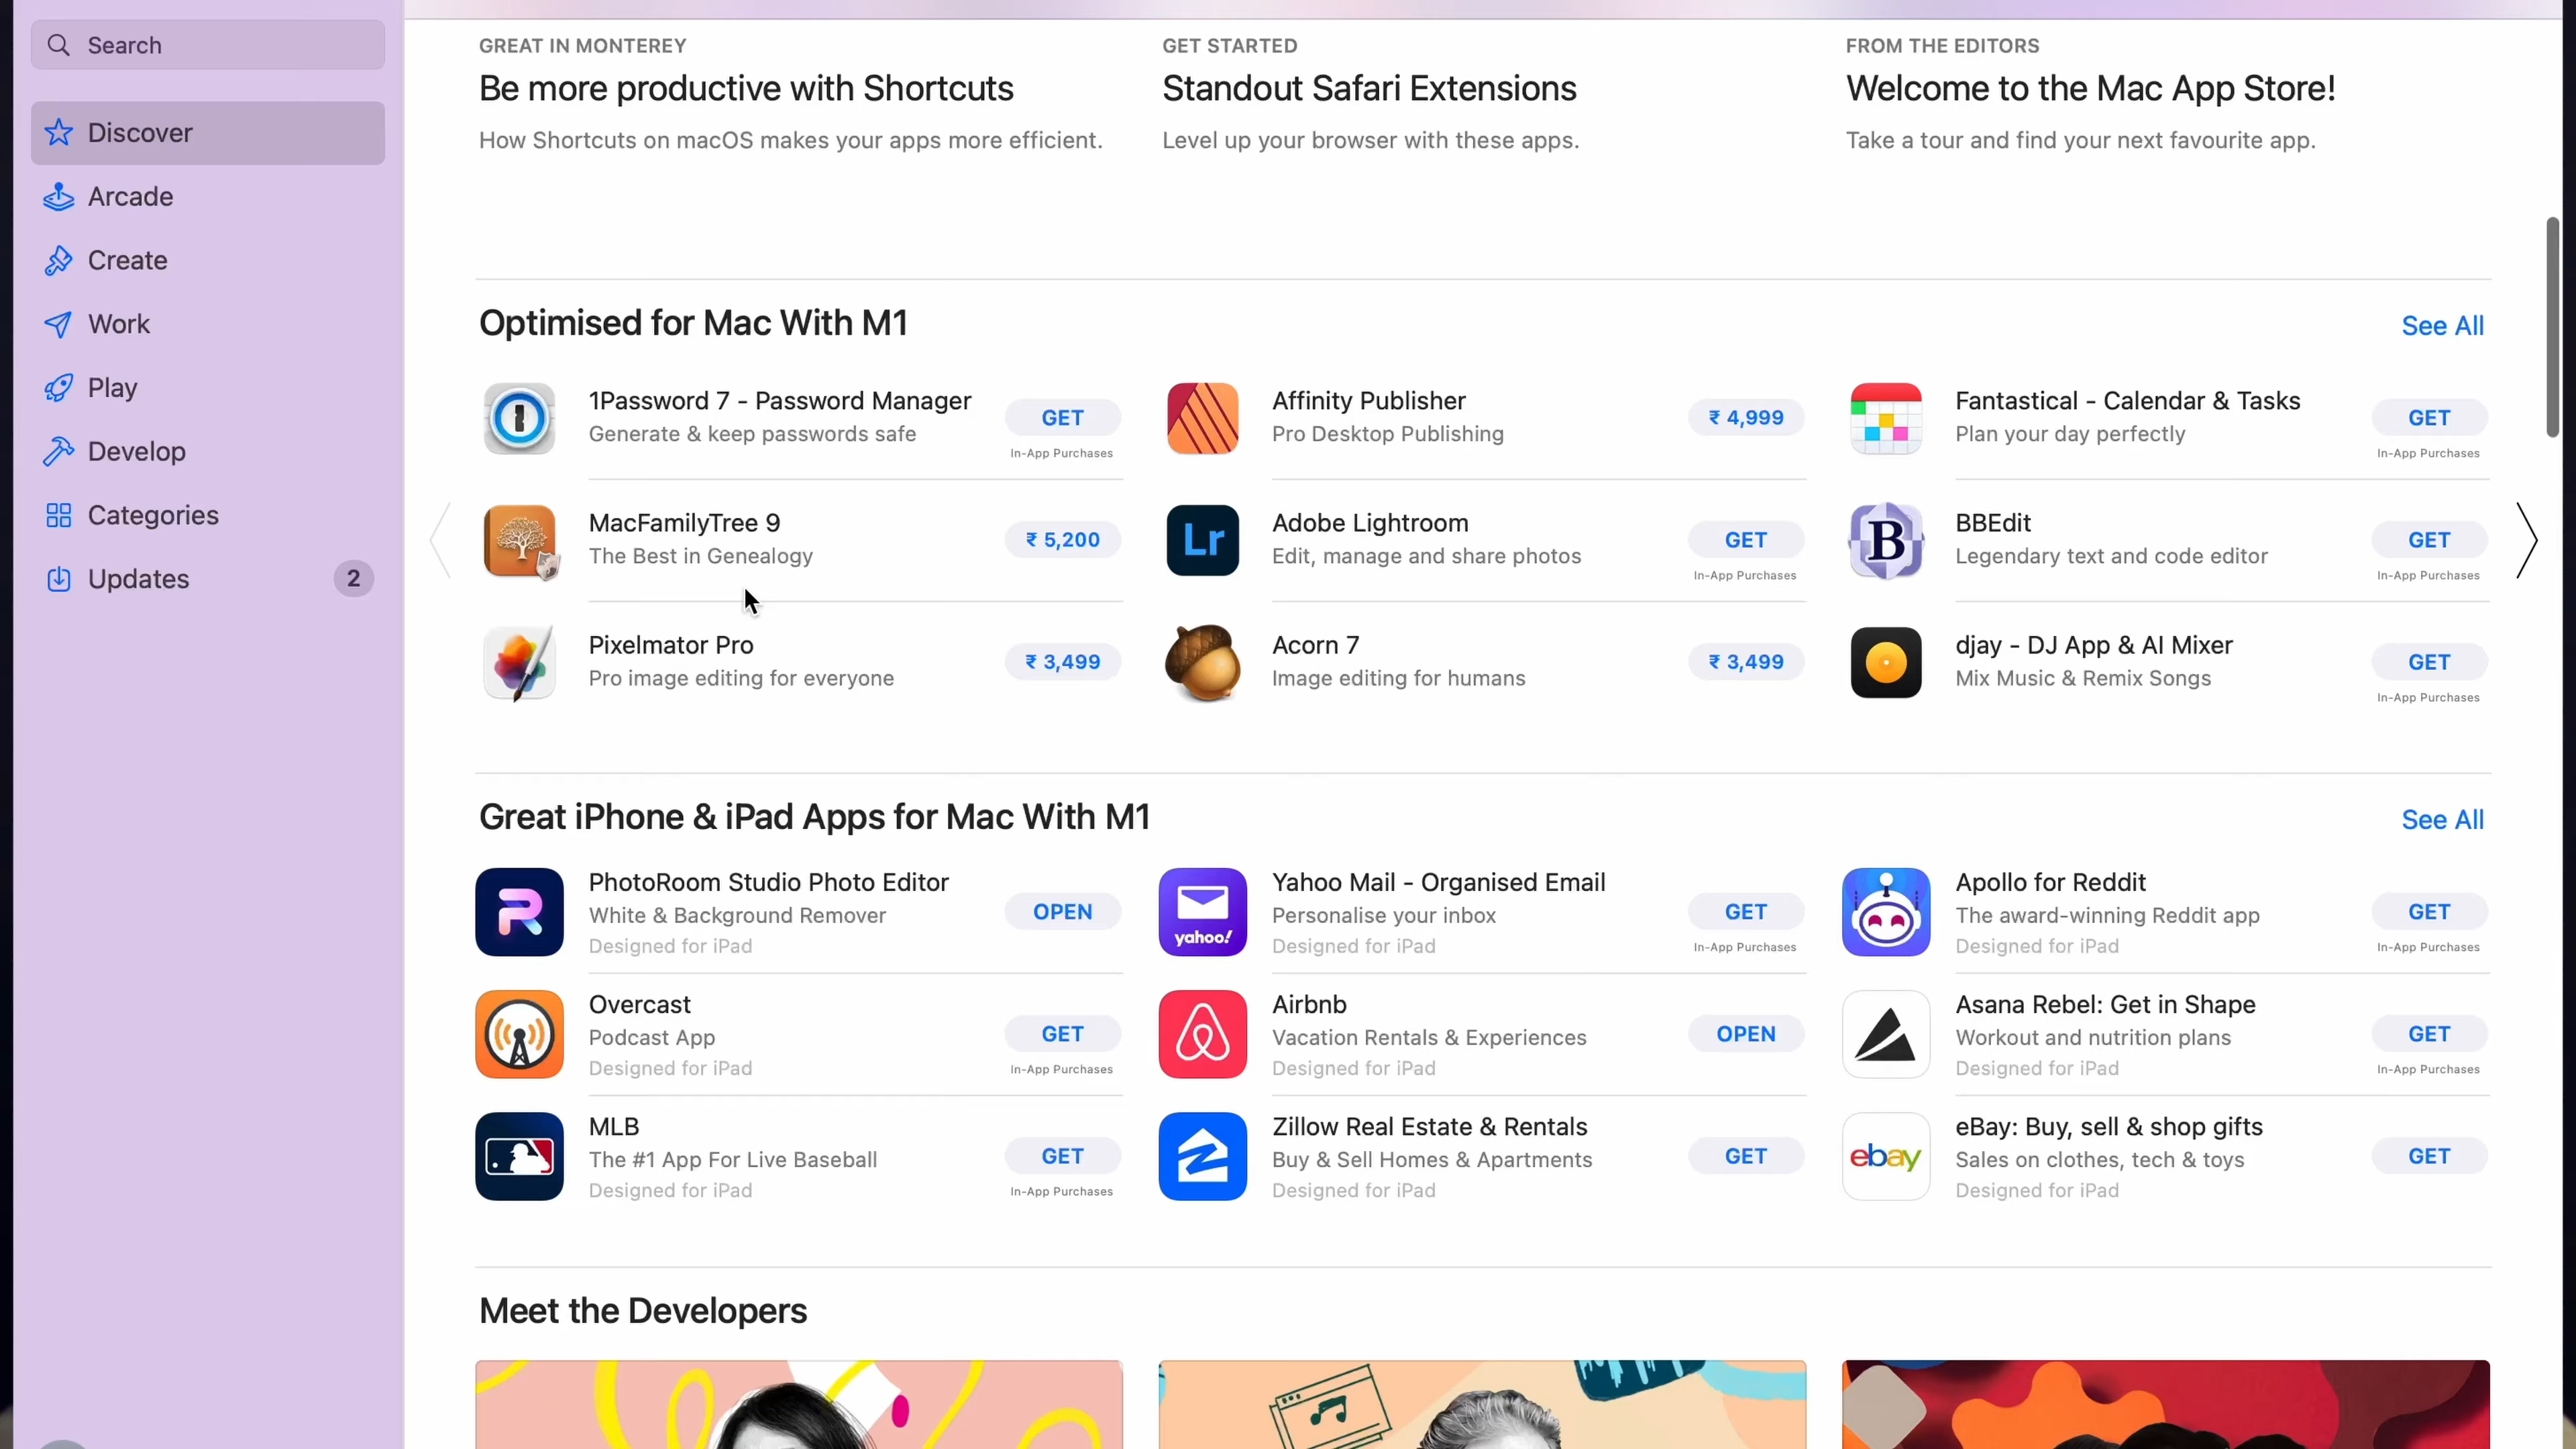 Search
Discover
Arcade
Create
Work
Play
Develop
Categories
Updates 2
GREAT IN MONTEREY
Be more productive with Shortcuts
How Shortcuts on macOS makes your apps more efficient.
GET STARTED
Standout Safari Extensions
Level up your browser with these apps.
FROM THE EDITORS
Welcome to the Mac App Store!
Take a tour and find your next favourite app.
Optimised for Mac With M1
See All
1Password 7 - Password Manager
Generate & keep passwords safe
GET
In-App Purchases
Affinity Publisher
Pro Desktop Publishing
₹ 4,999
Fantastical - Calendar & Tasks
Plan your day perfectly
GET
In-App Purchases
MacFamilyTree 9
The Best in Genealogy
₹ 5,200
Lr
Adobe Lightroom
Edit, manage and share photos
GET
In-App Purchases
B
BBEdit
Legendary text and code editor
GET
In-App Purchases
Pixelmator Pro
Pro image editing for everyone
₹ 3,499
Acorn 7
Image editing for humans
₹ 3,499
djay - DJ App & AI Mixer
Mix Music & Remix Songs
GET
In-App Purchases
Great iPhone & iPad Apps for Mac With M1
See All
PhotoRoom Studio Photo Editor
White & Background Remover
Designed for iPad
OPEN
yahoo!
Yahoo Mail - Organised Email
Personalise your inbox
Designed for iPad
GET
In-App Purchases
Apollo for Reddit
The award-winning Reddit app
Designed for iPad
GET
In-App Purchases
Overcast
Podcast App
Designed for iPad
GET
In-App Purchases
Airbnb
Vacation Rentals & Experiences
Designed for iPad
OPEN
Asana Rebel: Get in Shape
Workout and nutrition plans
Designed for iPad
GET
In-App Purchases
MLB
The #1 App For Live Baseball
Designed for iPad
GET
In-App Purchases
Zillow Real Estate & Rentals
Buy & Sell Homes & Apartments
Designed for iPad
GET
ebay
eBay: Buy, sell & shop gifts
Sales on clothes, tech & toys
Designed for iPad
GET
Meet the Developers